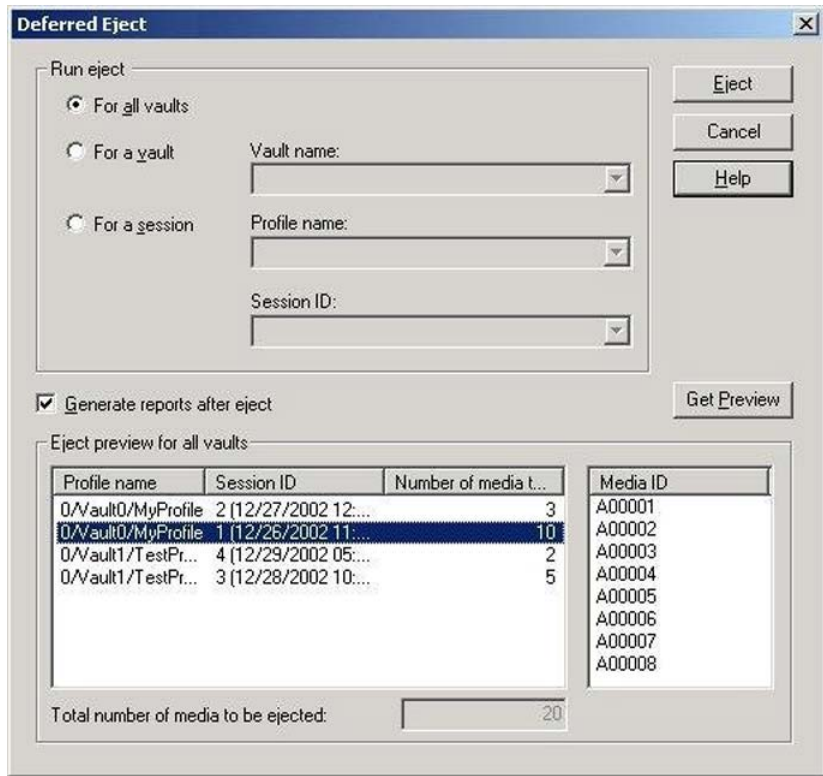 Deferred Eject
Run eject
For all vaults
For a vault
Vault name:
For a session
Profile name:
Session ID:
Eject
Cancel
Help
Generate reports after eject
Get Preview
Eject preview for all vaults
Profile name Session ID Number of media t...
0/Vault0/MyProfile 2 (12/27/2002 12:... 3
0/Vault0/MyProfile 1 (12/26/2002 11:... 10
0/Vault1/TestPr... 4 (12/29/2002 05:... 2
0/Vault1/TestPr... 3 (12/28/2002 10:... 5
Media ID
A00001
A00002
A00003
A00004
A00005
A00006
A00007
A00008
Total number of media to be ejected: 20